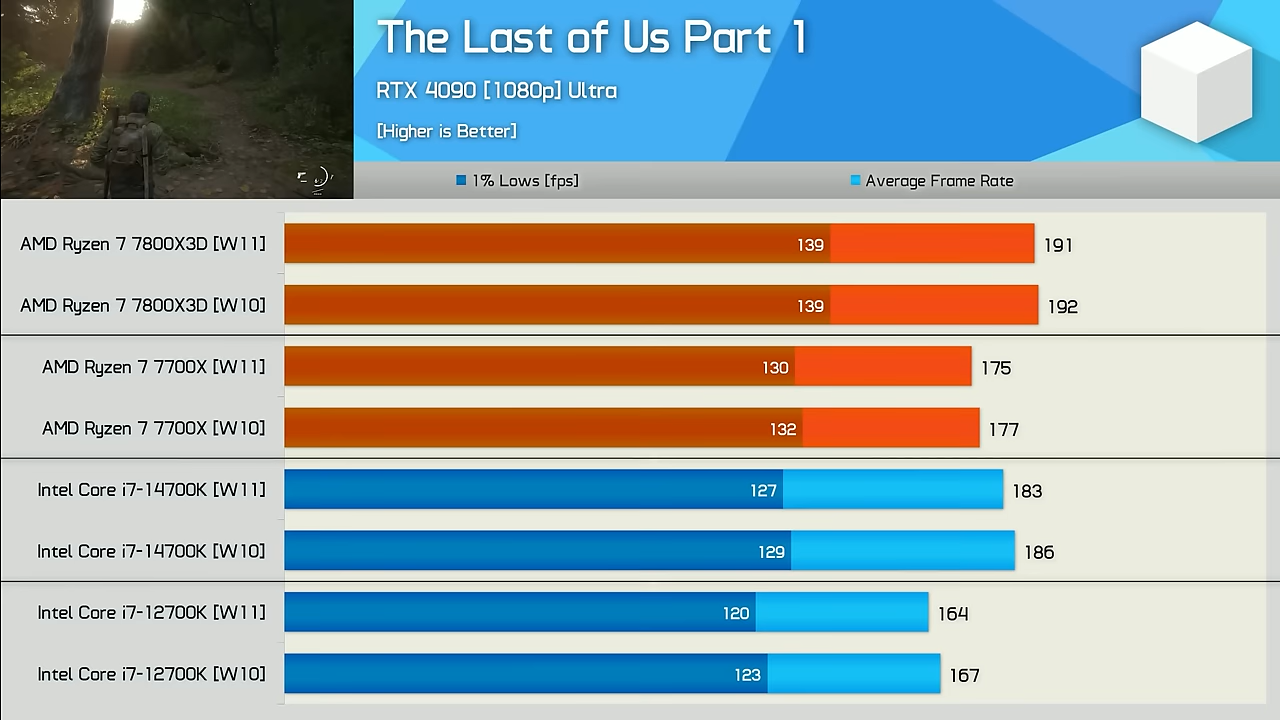 The Last of Us Part 1
RTX 4090 [1080p] Ultra
[Higher is Better]
1% Lows [fps]
Average Frame Rate
AMD Ryzen 7 7800X3D [W11]
139
191
AMD Ryzen 7 7800X3D [W10]
139
192
AMD Ryzen 7 7700X [W11]
130
175
AMD Ryzen 7 7700X [W10]
132
177
Intel Core i7-14700K [W11]
127
183
Intel Core i7-14700K [W10]
129
186
Intel Core i7-12700K [W11]
120
164
Intel Core i7-12700K [W10]
123
167